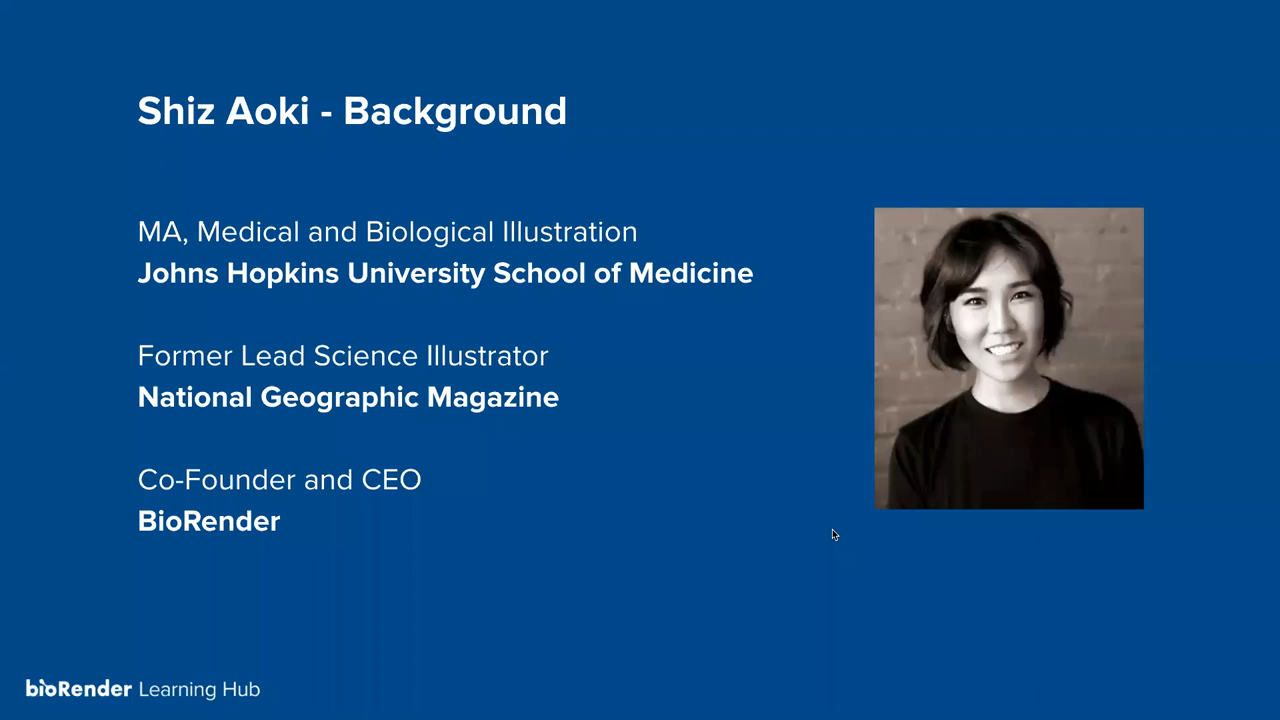 Shiz Aoki - Background
MA, Medical and Biological Illustration
Johns Hopkins University School of Medicine
Former Lead Science Illustrator
National Geographic Magazine
Co-Founder and CEO
BioRender
bioRender Learning Hub